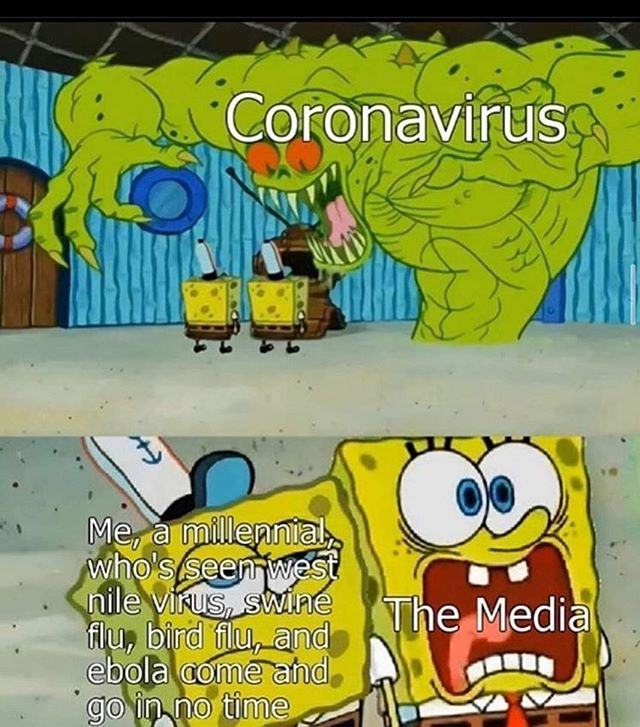 Coronavirus
Me, a millennial,
who's seen west
nile virus, swine
flu, bird flu, and
ebola come and
go in no time
The Media